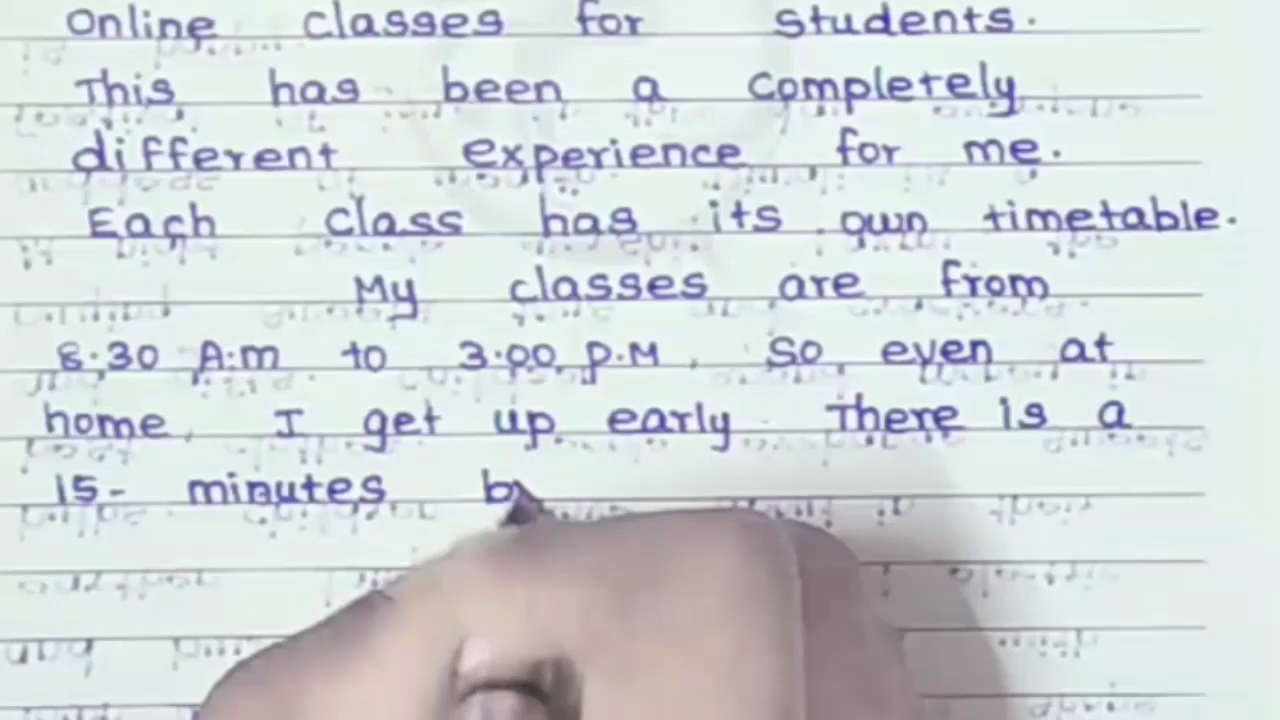 Online classes for students.
This has been a completely
different experience for me.
Each class has its own timetable.
My classes are from
8:30 A.m to 3:00 P.M. So even at
home, I get up early. There is a
15- minutes b